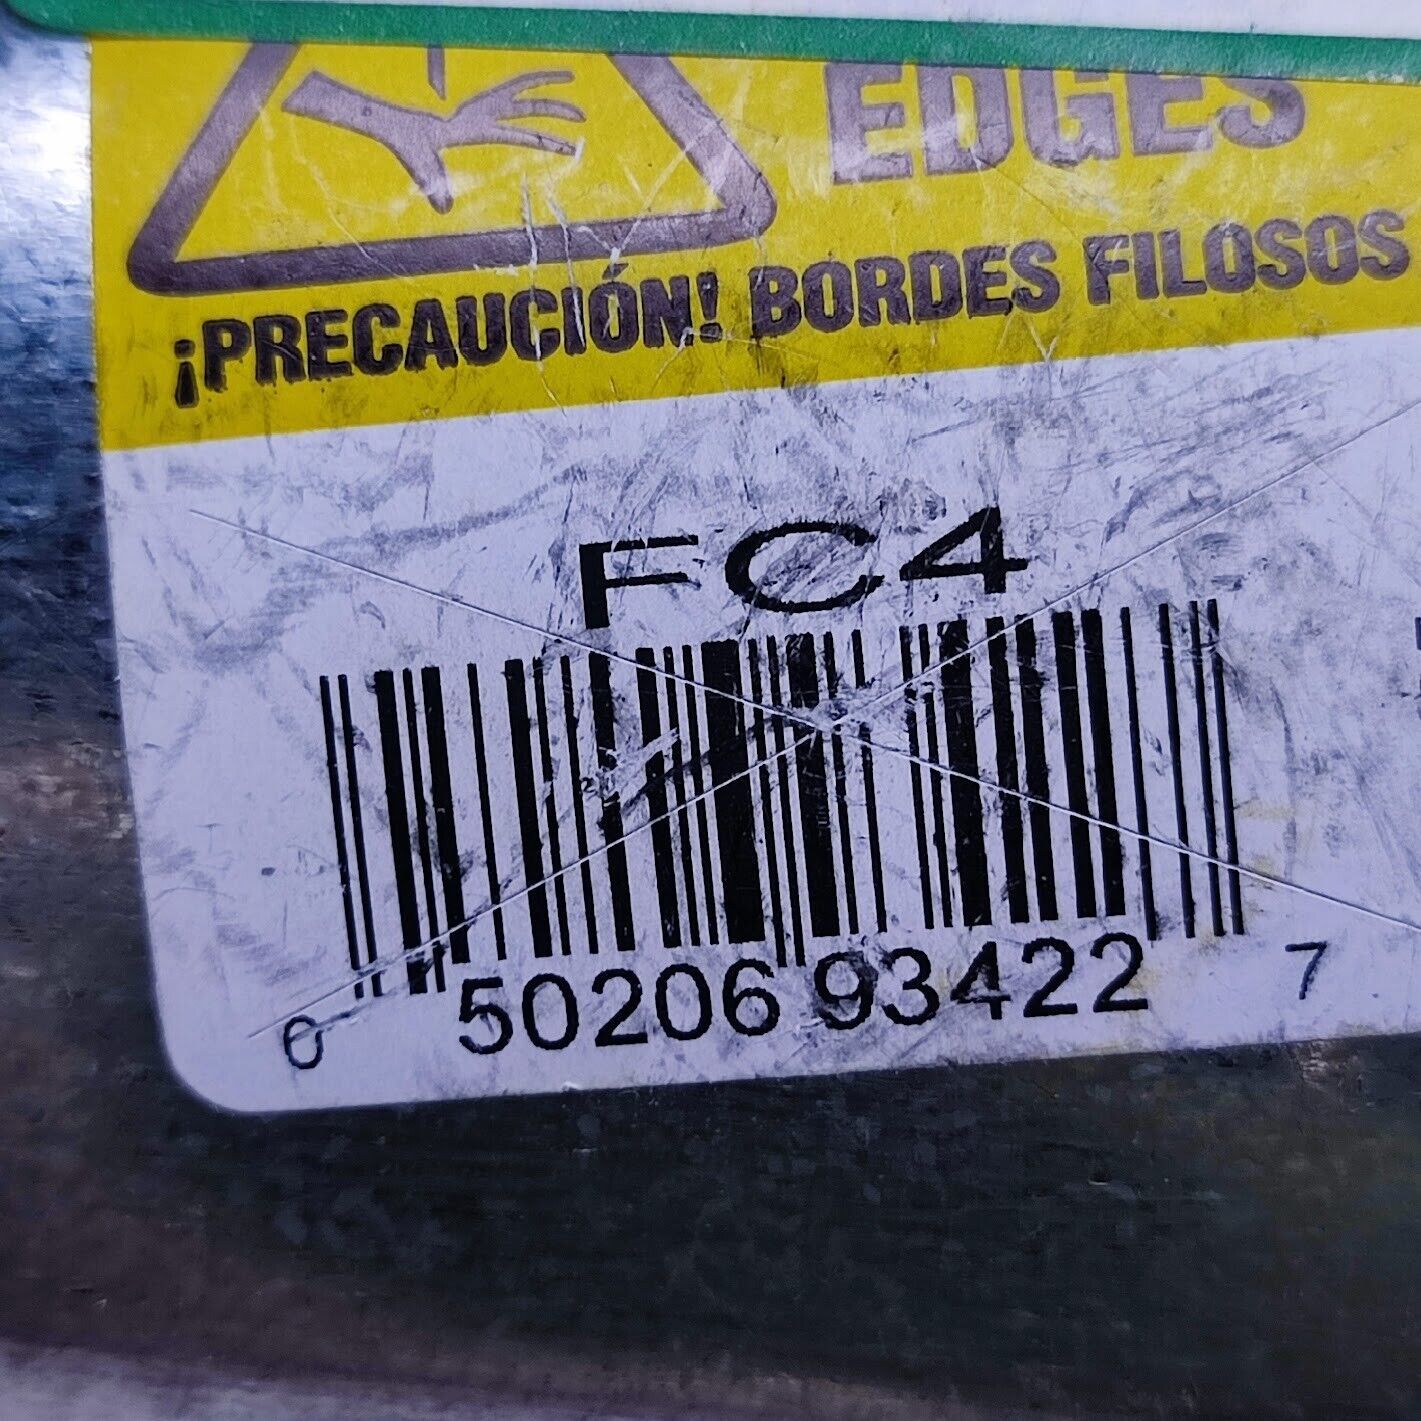 EDGES
¡PRECAUCIÓN! BORDES FILOSOS
FC4
0 50206 93422 7